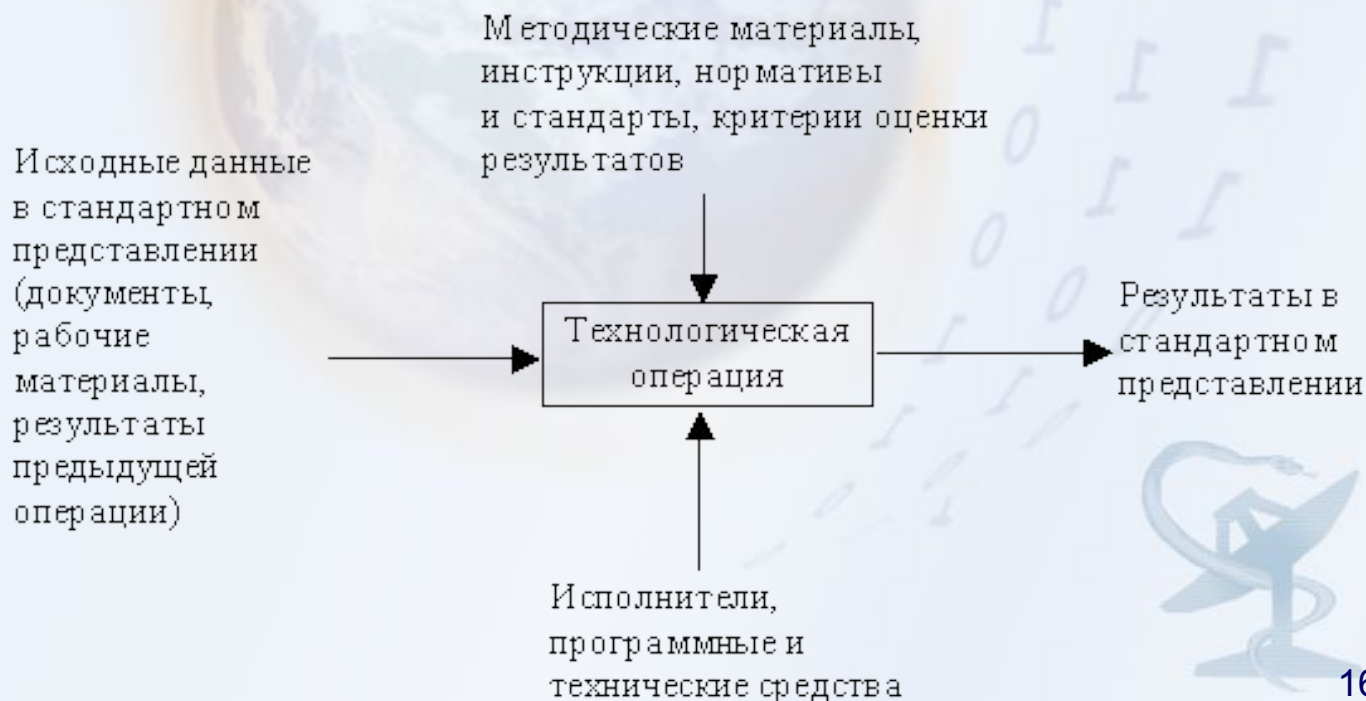 Методические материалы,
инструкции, нормативы
и стандарты, критерии оценки
результатов
Исходные данные
в стандартном
представлении
(документы,
рабочие
материалы,
результаты
предыдущей
операции)
Технологическая
операция
Результаты в
стандартном
представлении
Исполнители,
программные и
технические средства
16